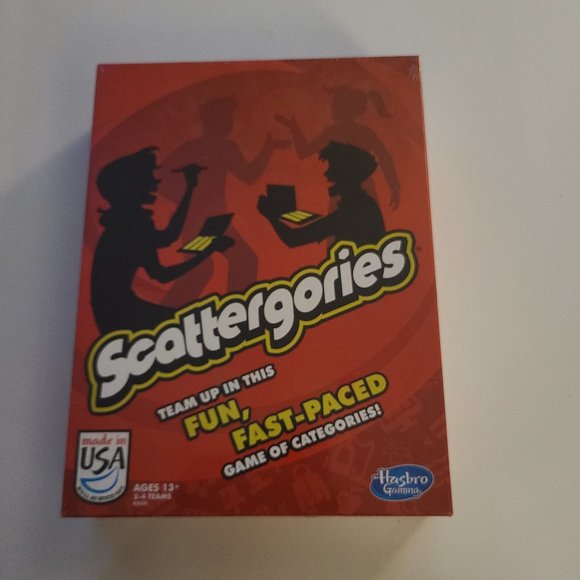 Scattergories
TEAM UP IN THIS
FUN,
FAST-PACED
GAME OF CATEGORIES!
made in
USA
AGES 13+
2-4 TEAMS
Hasbro
Gaming